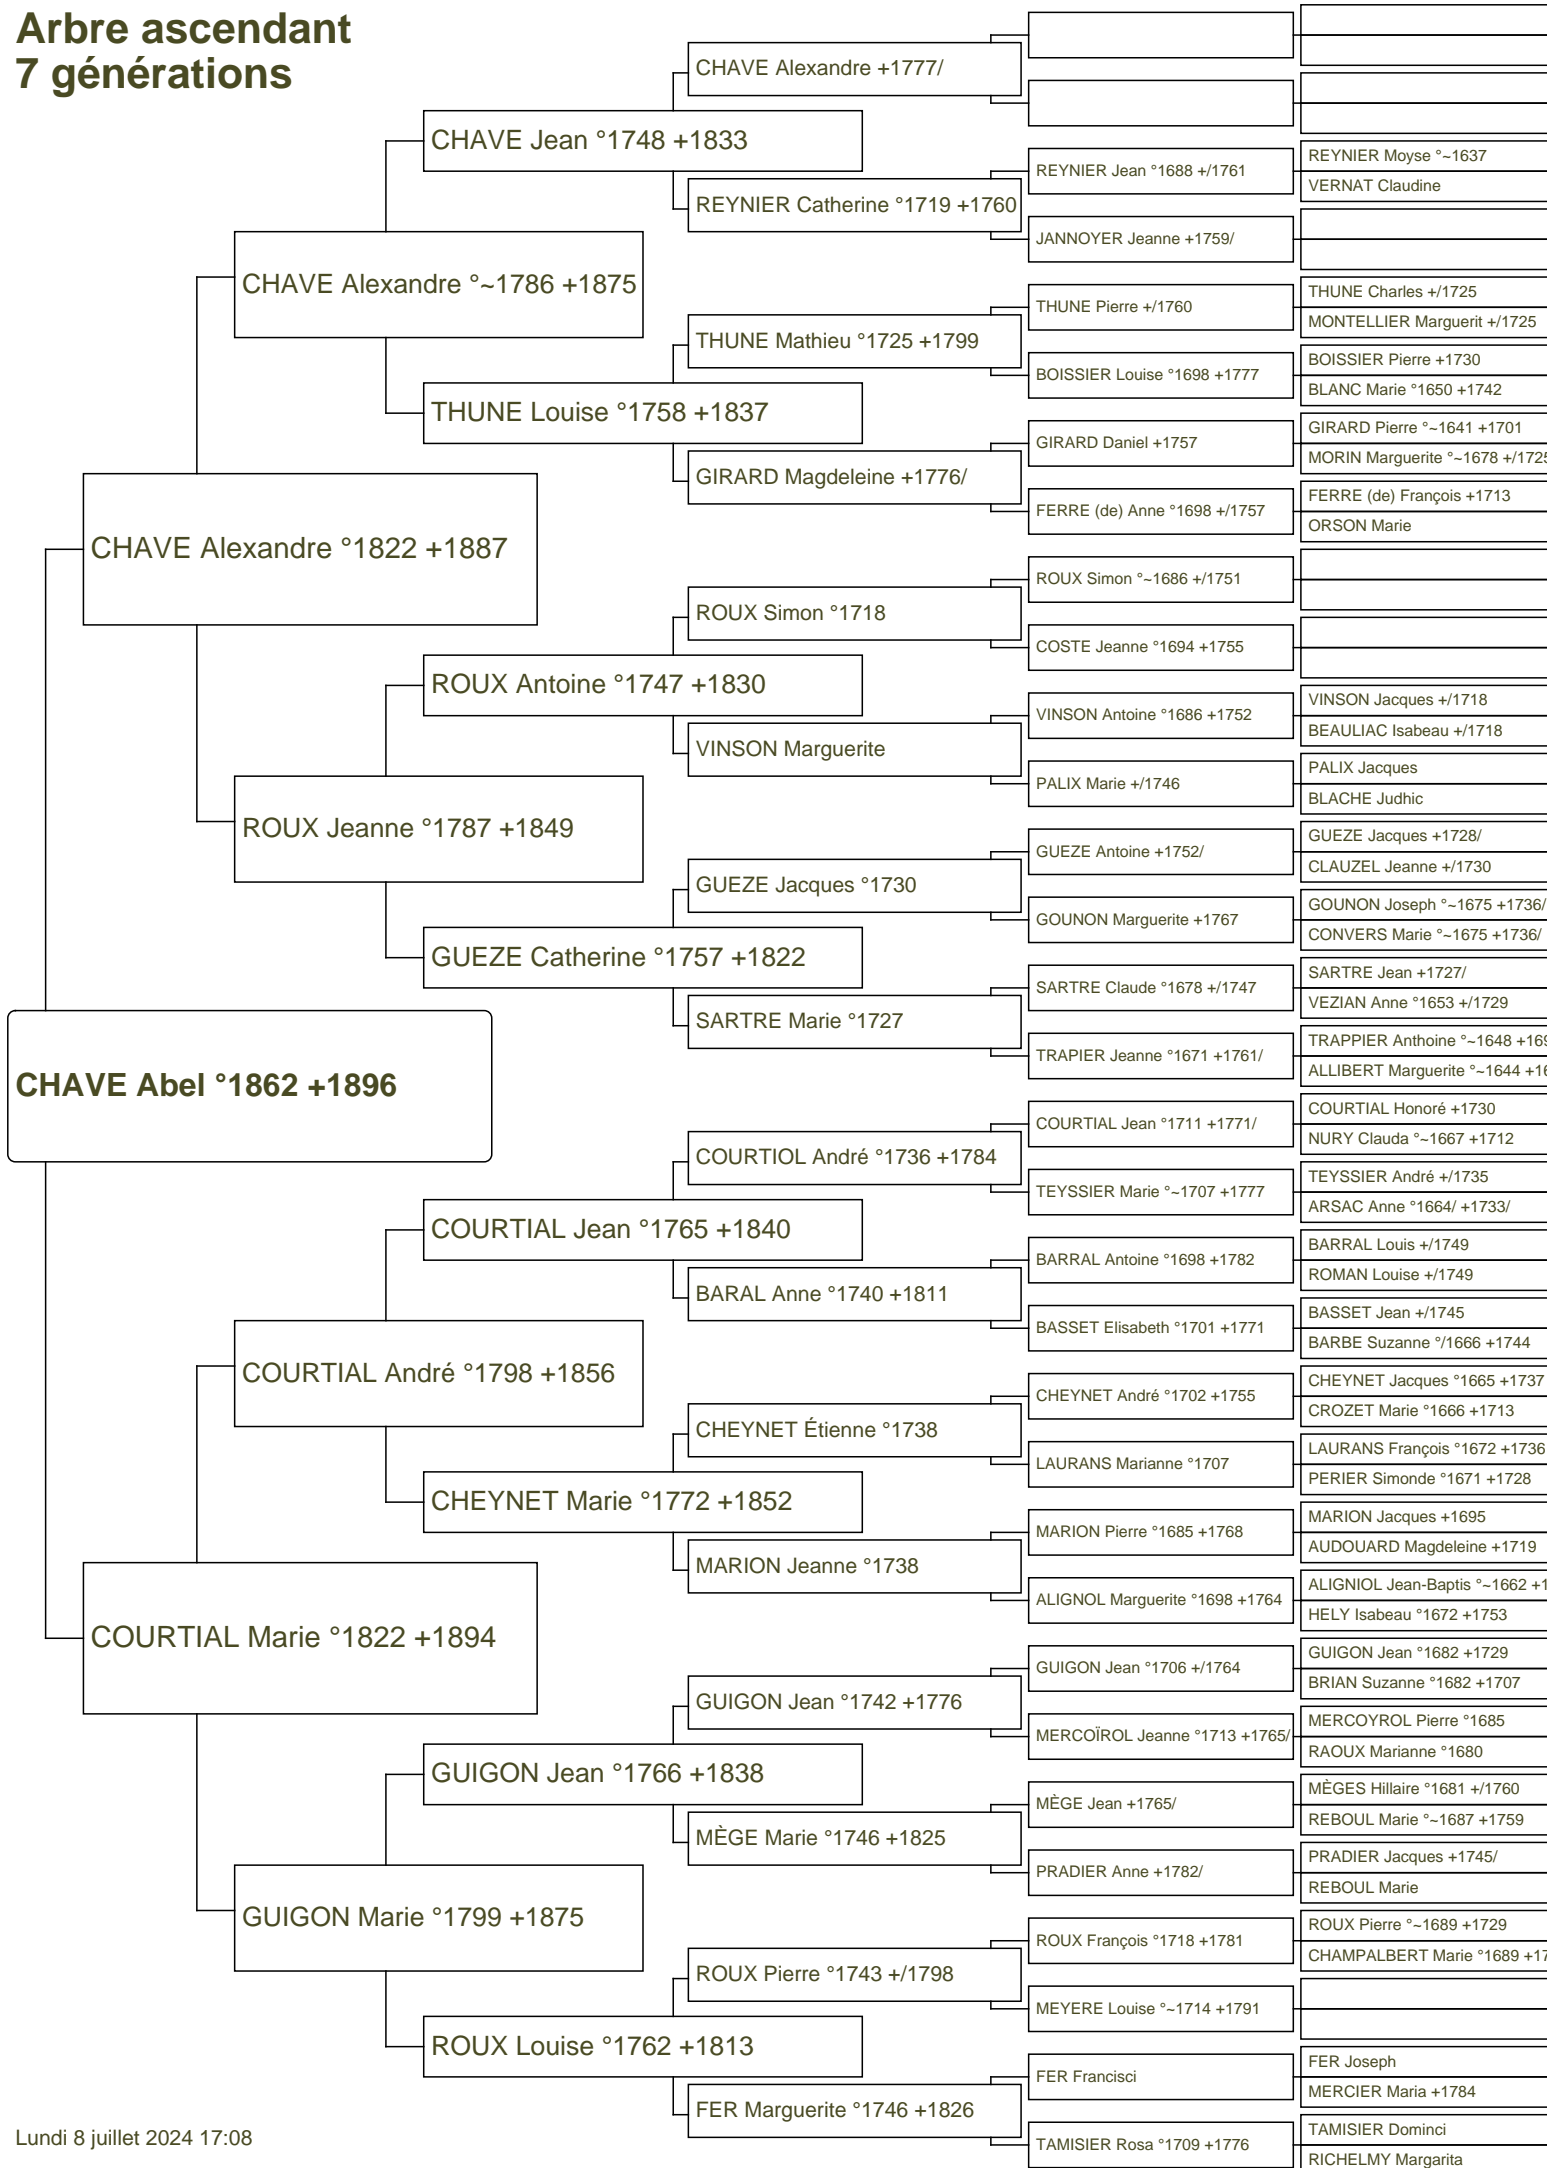 Arbre ascendant
7 générations
CHAVE Abel °1862 +1896
CHAVE Alexandre °1822 +1887
COURTIAL Marie °1822 +1894
CHAVE Alexandre °~1786 +1875
ROUX Jeanne °1787 +1849
COURTIAL André °1798 +1856
GUIGON Marie °1799 +1875
CHAVE Jean °1748 +1833
THUNE Louise °1758 +1837
ROUX Antoine °1747 +1830
GUEZE Catherine °1757 +1822
COURTIAL Jean °1765 +1840
CHEYNET Marie °1772 +1852
GUIGON Jean °1766 +1838
ROUX Louise °1762 +1813
CHAVE Alexandre +1777/
REYNIER Catherine °1719 +1760
THUNE Mathieu °1725 +1799
GIRARD Magdeleine +1776/
ROUX Simon °1718
VINSON Marguerite
GUEZE Jacques °1730
SARTRE Marie °1727
COURTIOL André °1736 +1784
BARAL Anne °1740 +1811
CHEYNET Étienne °1738
MARION Jeanne °1738
GUIGON Jean °1742 +1776
MÈGE Marie °1746 +1825
ROUX Pierre °1743 +/1798
FER Marguerite °1746 +1826
REYNIER Jean °1688 +/1761
JANNOYER Jeanne +1759/
THUNE Pierre +/1760
BOISSIER Louise °1698 +1777
GIRARD Daniel +1757
FERRE (de) Anne °1698 +/1757
ROUX Simon °~1686 +/1751
COSTE Jeanne °1694 +1755
VINSON Antoine °1686 +1752
PALIX Marie +/1746
GUEZE Antoine +1752/
GOUNON Marguerite +1767
SARTRE Claude °1678 +/1747
TRAPIER Jeanne °1671 +1761/
COURTIAL Jean °1711 +1771/
TEYSSIER Marie °~1707 +1777
BARRAL Antoine °1698 +1782
BASSET Elisabeth °1701 +1771
CHEYNET André °1702 +1755
LAURANS Marianne °1707
MARION Pierre °1685 +1768
ALIGNOL Marguerite °1698 +1764
GUIGON Jean °1706 +/1764
MERCOÏROL Jeanne °1713 +1765/
MÈGE Jean +1765/
PRADIER Anne +1782/
ROUX François °1718 +1781
MEYERE Louise °~1714 +1791
FER Francisci
TAMISIER Rosa °1709 +1776
REYNIER Moyse °~1637
VERNAT Claudine
THUNE Charles +/1725
MONTELLIER Marguerit +/1725
BOISSIER Pierre +1730
BLANC Marie °1650 +1742
GIRARD Pierre °~1641 +1701
MORIN Marguerite °~1678 +/1725
FERRE (de) François +1713
ORSON Marie
VINSON Jacques +/1718
BEAULIAC Isabeau +/1718
PALIX Jacques
BLACHE Judhic
GUEZE Jacques +1728/
CLAUZEL Jeanne +/1730
GOUNON Joseph °~1675 +1736/
CONVERS Marie °~1675 +1736/
SARTRE Jean +1727/
VEZIAN Anne °1653 +/1729
TRAPPIER Anthoine °~1648
ALLIBERT Marguerite °~1644
COURTIAL Honoré +1730
NURY Clauda °~1667 +1712
TEYSSIER André +/1735
ARSAC Anne °1664/ +1733/
BARRAL Louis +/1749
ROMAN Louise +/1749
BASSET Jean +/1745
BARBE Suzanne °/1666 +1744
CHEYNET Jacques °1665 +1737
CROZET Marie °1666 +1713
LAURANS François °1672 +1736
PERIER Simonde °1671 +1728
MARION Jacques +1695
AUDOUARD Magdeleine +1719
ALIGNIOL Jean-Baptis °~1662
HELY Isabeau °1672 +1753
GUIGON Jean °1682 +1729
BRIAN Suzanne °1682 +1707
MERCOYROL Pierre °1685
RAOUX Marianne °1680
MÈGES Hillaire °1681 +/1760
REBOUL Marie °~1687 +1759
PRADIER Jacques +1745/
REBOUL Marie
ROUX Pierre °~1689 +1729
CHAMPALBERT Marie °1689
FER Joseph
MERCIER Maria +1784
TAMISIER Dominci
RICHELMY Margarita
Lundi 8 juillet 2024 17:08